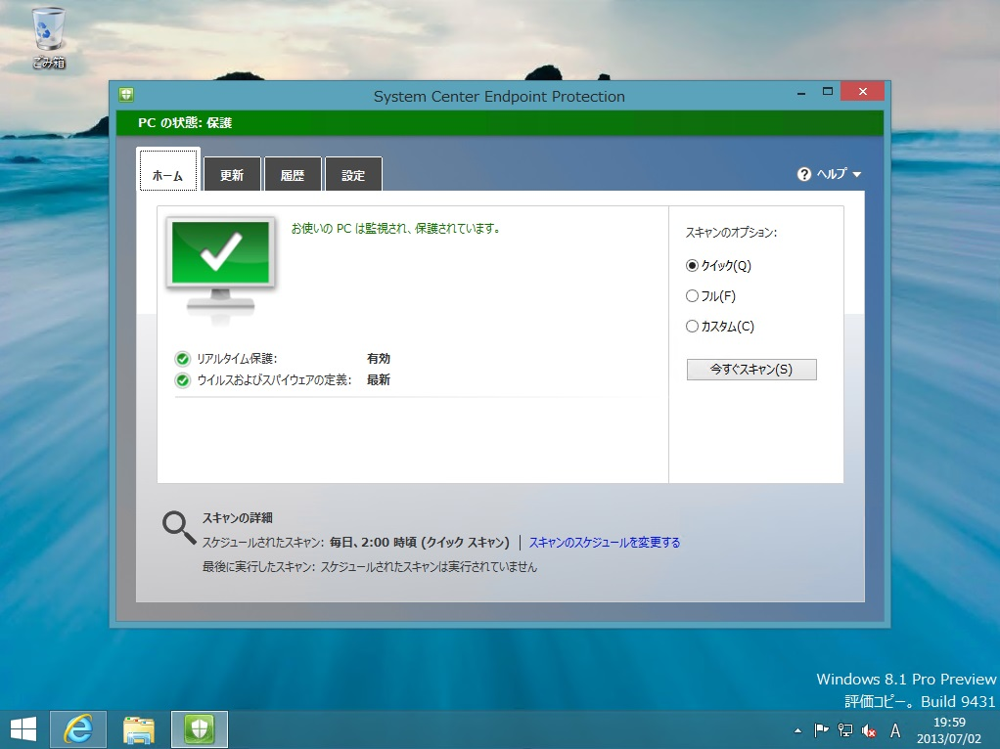 ごみ箱
System Center Endpoint Protection
PC の状態: 保護
ホーム
更新
履歴
設定
ヘルプ
お使いの PC は監視され、保護されています。
リアルタイム保護: 有効
ウイルスおよびスパイウェアの定義: 最新
スキャンのオプション:
クイック(Q)
フル(F)
カスタム(C)
今すぐスキャン(S)
スキャンの詳細
スケジュールされたスキャン: 毎日、2:00 時頃 (クイック スキャン) | スキャンのスケジュールを変更する
最後に実行したスキャン: スケジュールされたスキャンは実行されていません
Windows 8.1 Pro Preview
評価コピー。 Build 9431
A
19:59
2013/07/02